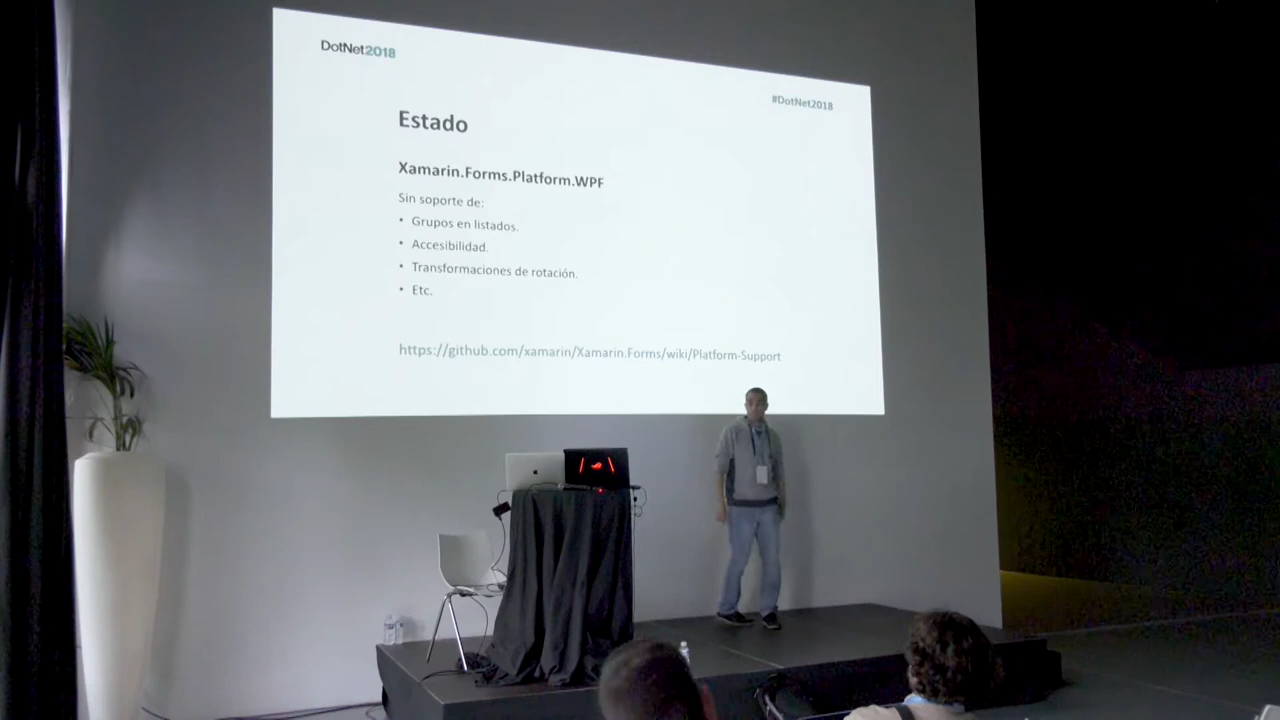 DotNet2018
#DotNet2018
Estado
Xamarin.Forms.Platform.WPF
Sin soporte de:
• Grupos en listados.
• Accesibilidad.
• Transformaciones de rotación.
• Etc.
https://github.com/xamarin/Xamarin.Forms/wiki/Platform-Support